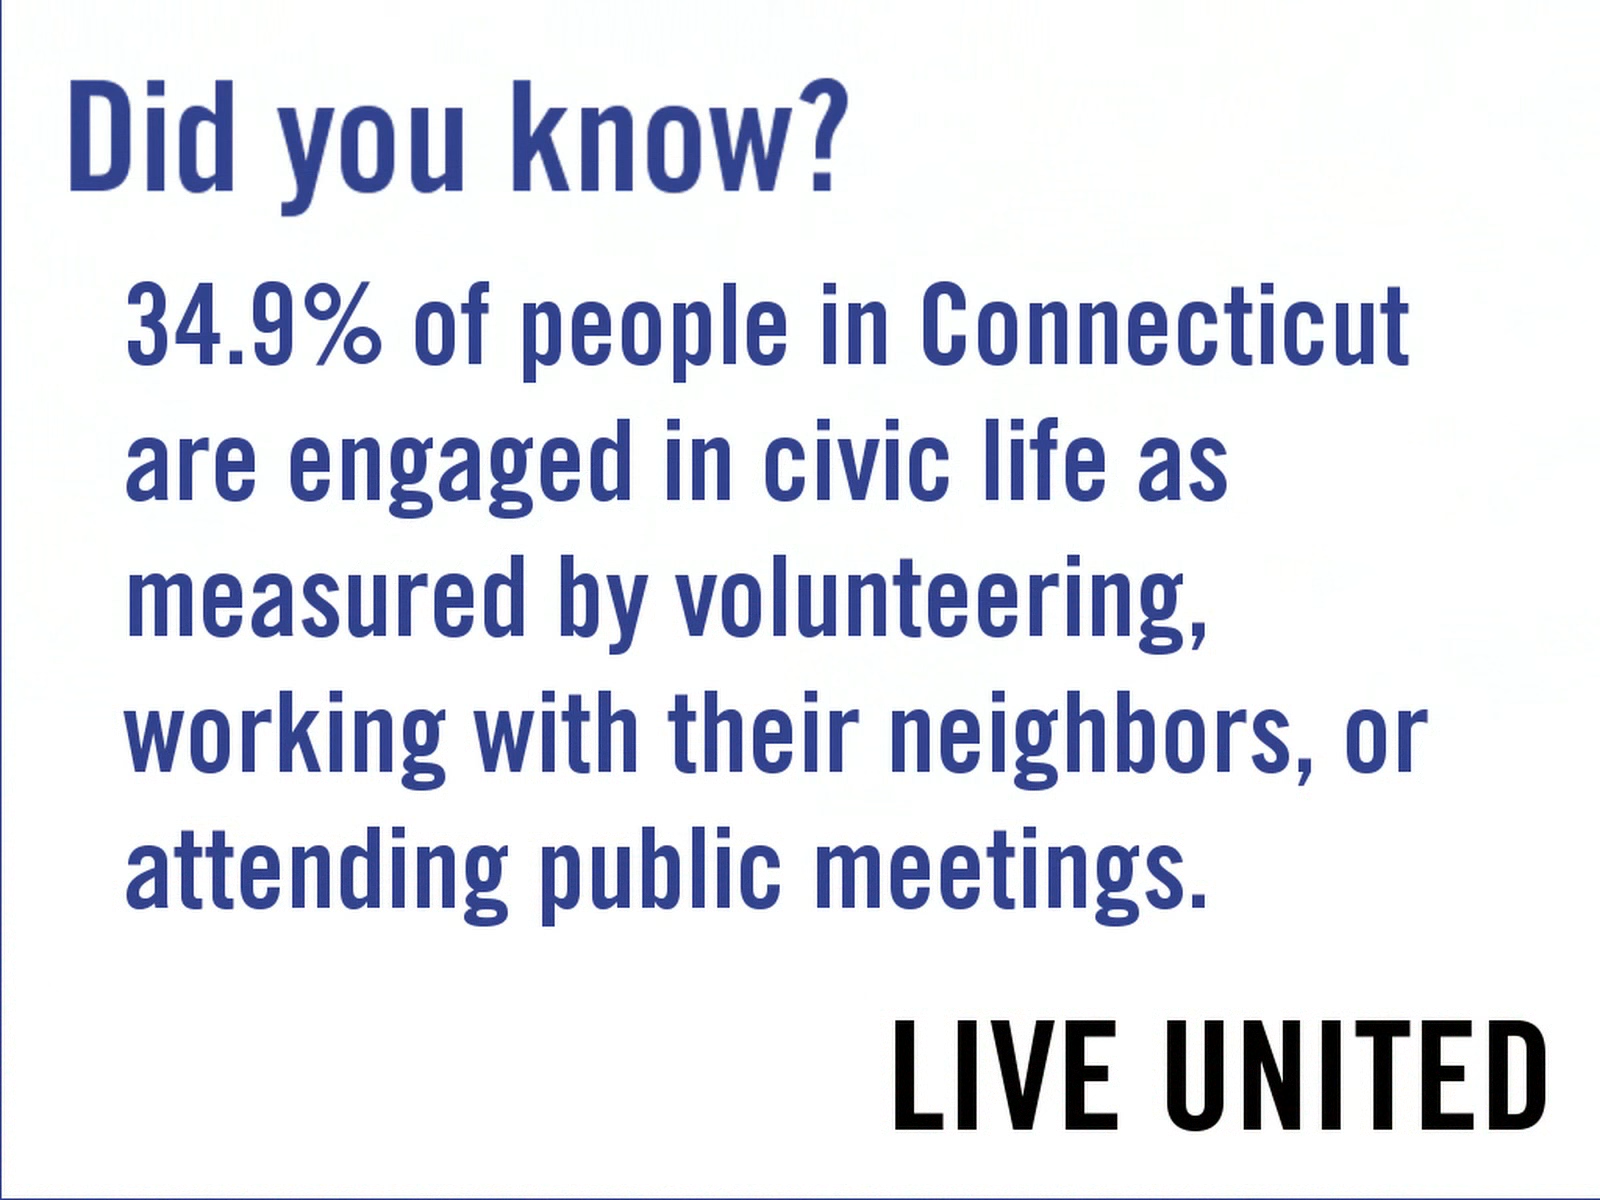 Did you know?
34.9% of people in Connecticut
are engaged in civic life as
measured by volunteering,
working with their neighbors, or
attending public meetings.
LIVE UNITED